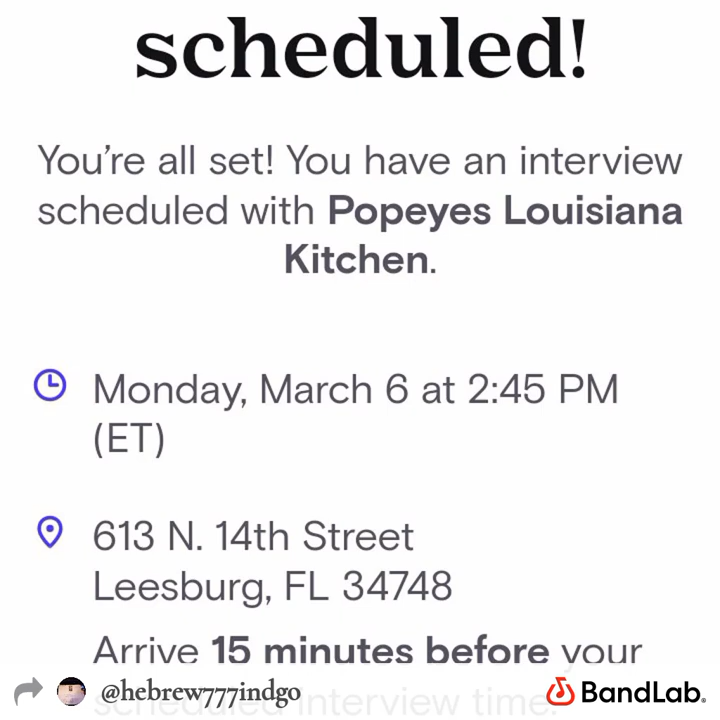 scheduled!
You're all set! You have an interview
scheduled with Popeyes Louisiana
Kitchen.
Monday, March 6 at 2:45 PM
(ET)
613 N. 14th Street
Leesburg, FL 34748
Arrive 15 minutes before your
scheduled interview time.
@hebrew777indgo
BandLab.